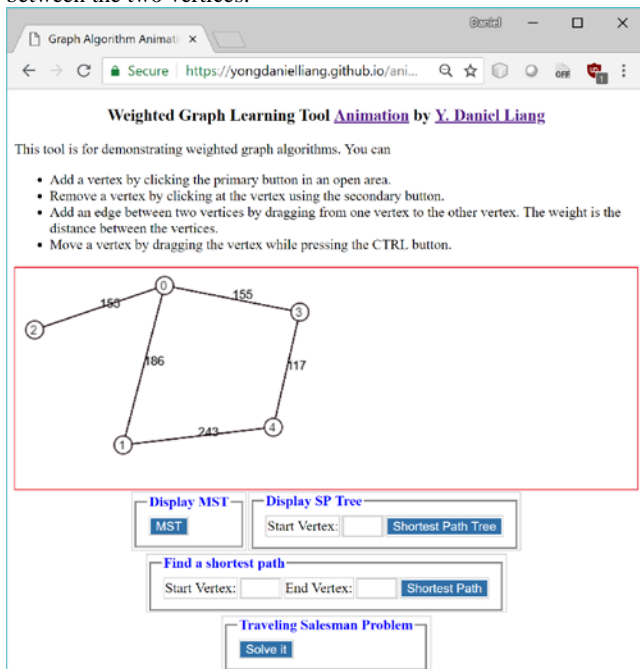 between the two vertices.
Daniel
Graph Algorithm Animati
Secure https://yongdanielliang.github.io/ani...
OFF
1
Weighted Graph Learning Tool Animation by Y. Daniel Liang
This tool is for demonstrating weighted graph algorithms. You can
• Add a vertex by clicking the primary button in an open area.
• Remove a vertex by clicking at the vertex using the secondary button.
• Add an edge between two vertices by dragging from one vertex to the other vertex. The weight is the
distance between the vertices.
• Move a vertex by dragging the vertex while pressing the CTRL button.
0
155
3
2
186
117
243
4
1
Display MST
MST
Display SP Tree
Start Vertex:
Shortest Path Tree
Find a shortest path
Start Vertex:
End Vertex:
Shortest Path
Traveling Salesman Problem
Solve it